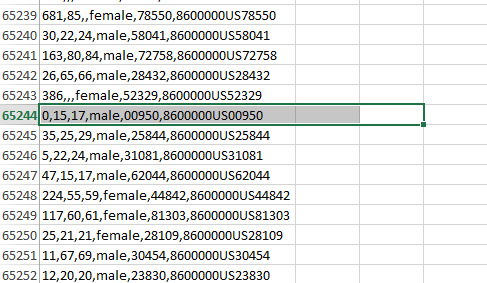 65239 681,85,,female,78550,8600000US78550
65240 30,22,24,male,58041,8600000US58041
65241 163,80,84,male,72758,8600000US72758
65242 26,65,66,male,28432,8600000US28432
65243 386,,,female,52329,8600000US52329
65244 0,15,17,male,00950,8600000US00950
65245 35,25,29,male,25844,8600000US25844
65246 5,22,24,male,31081,8600000US31081
65247 47,15,17,male,62044,8600000US62044
65248 224,55,59,female,44842,8600000US44842
65249 117,60,61,female,81303,8600000US81303
65250 25,21,21,female,28109,8600000US28109
65251 11,67,69,male,30454,8600000US30454
65252 12,20,20,male,23830,8600000US23830